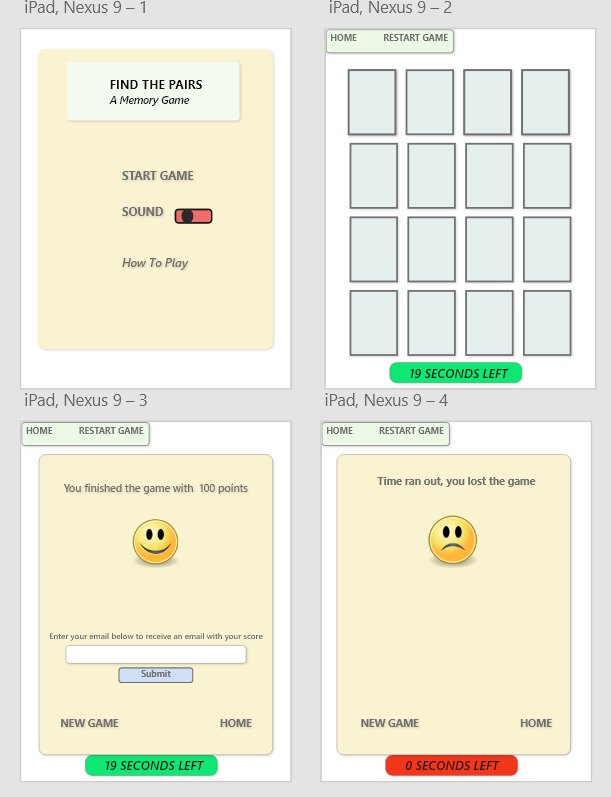 iPad, Nexus 9 – 1
FIND THE PAIRS
A Memory Game
START GAME
SOUND
How To Play
iPad, Nexus 9 – 2
HOME RESTART GAME
19 SECONDS LEFT
iPad, Nexus 9 – 3
HOME RESTART GAME
You finished the game with 100 points
Enter your email below to receive an email with your score
Submit
NEW GAME HOME
19 SECONDS LEFT
iPad, Nexus 9 – 4
HOME RESTART GAME
Time ran out, you lost the game
NEW GAME HOME
0 SECONDS LEFT